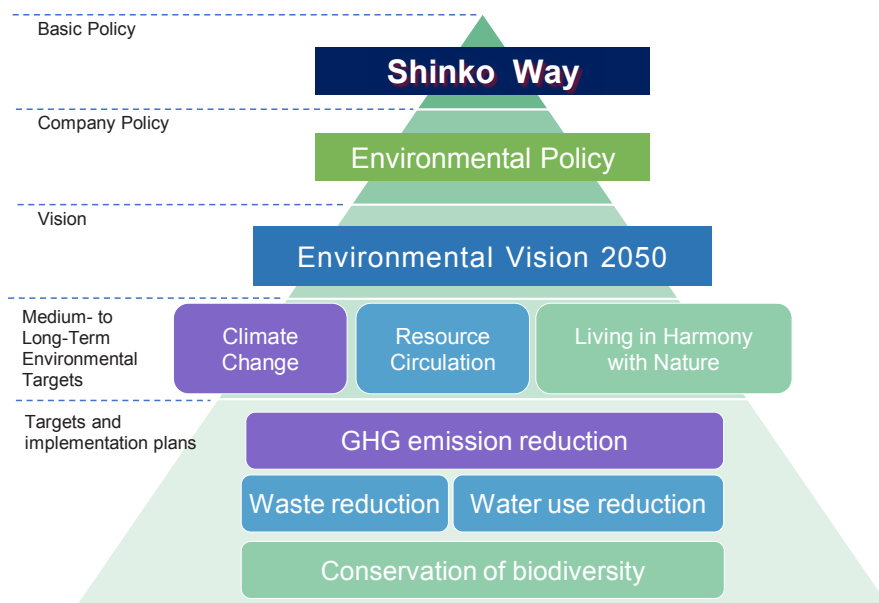 Basic Policy
Shinko Way
Company Policy
Environmental Policy
Vision
Environmental Vision 2050
Medium- to
Long-Term
Environmental
Targets
Climate
Change
Resource
Circulation
Living in Harmony
with Nature
Targets and
implementation plans
GHG emission reduction
Waste reduction
Water use reduction
Conservation of biodiversity